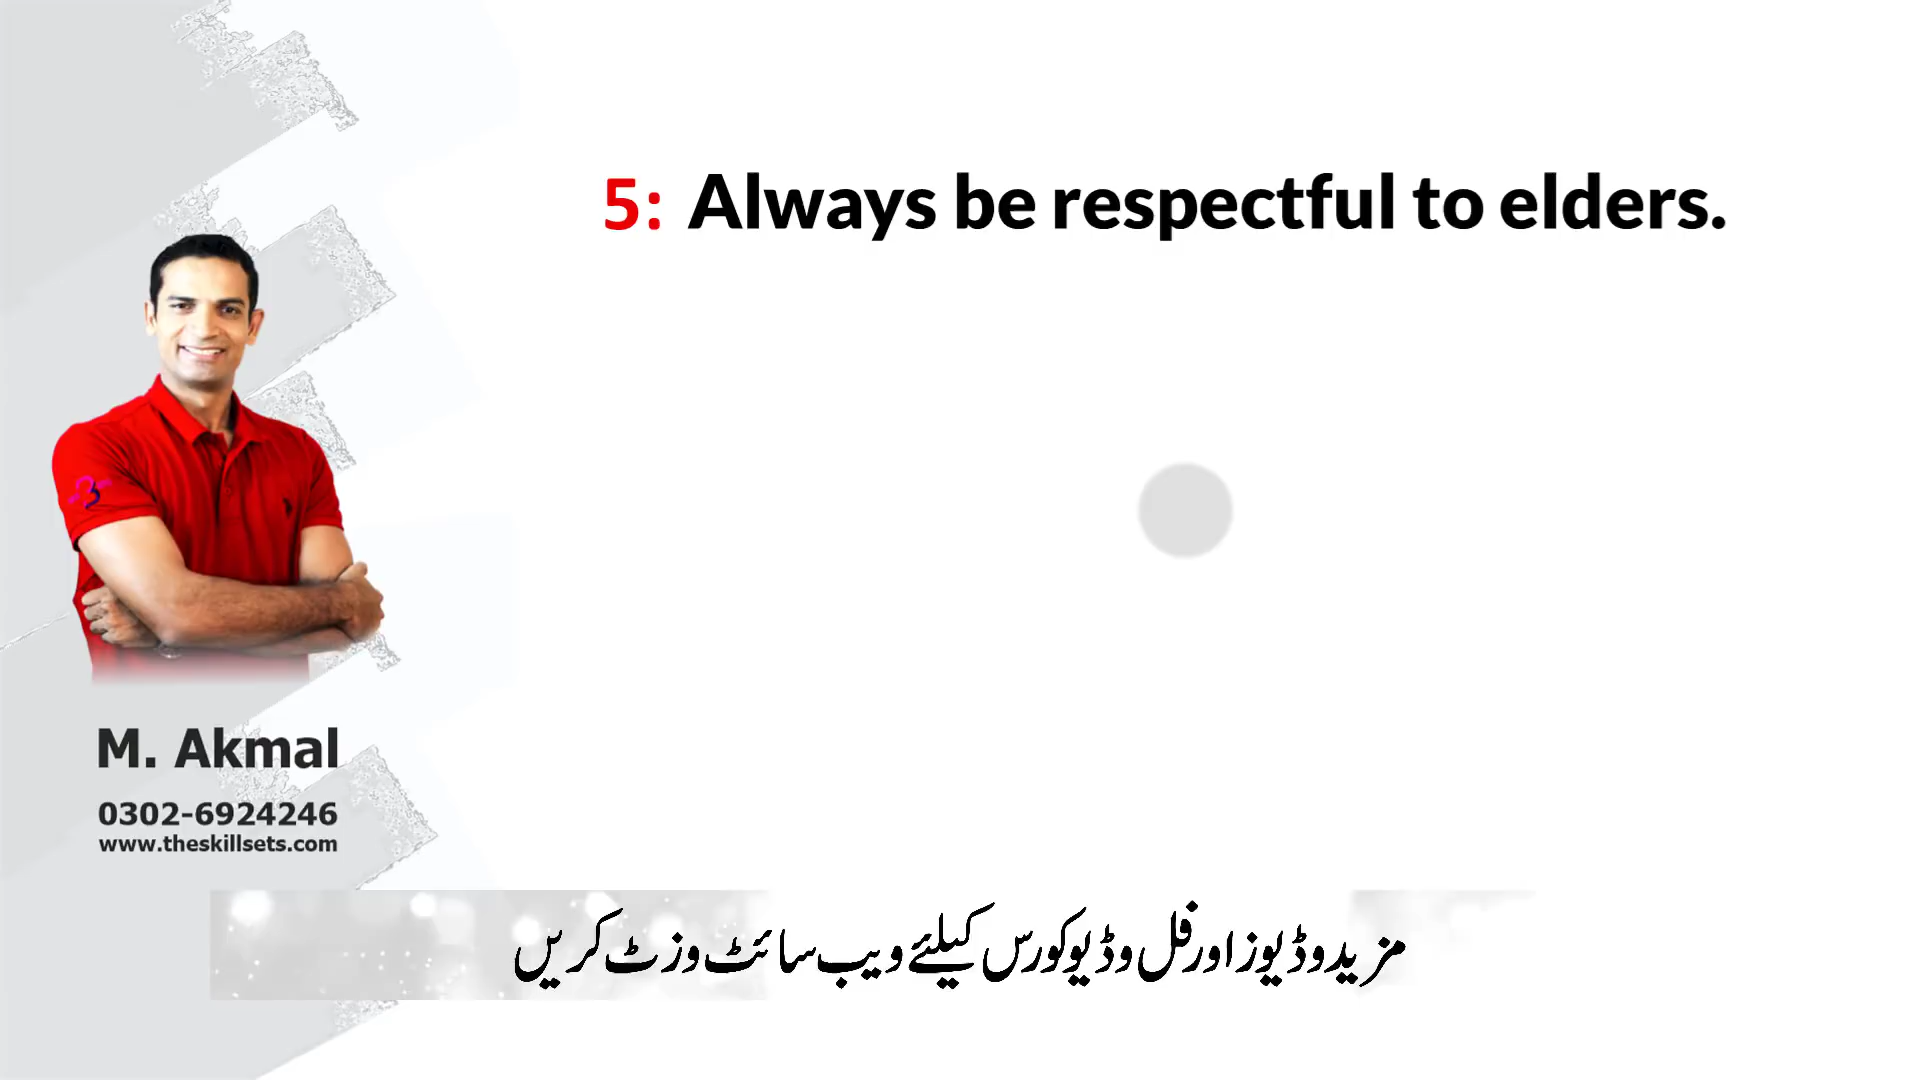 5: Always be respectful to elders.
M. Akmal
0302-6924246
www.theskillsets.com
مزید وڈیوز اور فل وڈیو کورس کیلئے ویب سائٹ وزٹ کریں